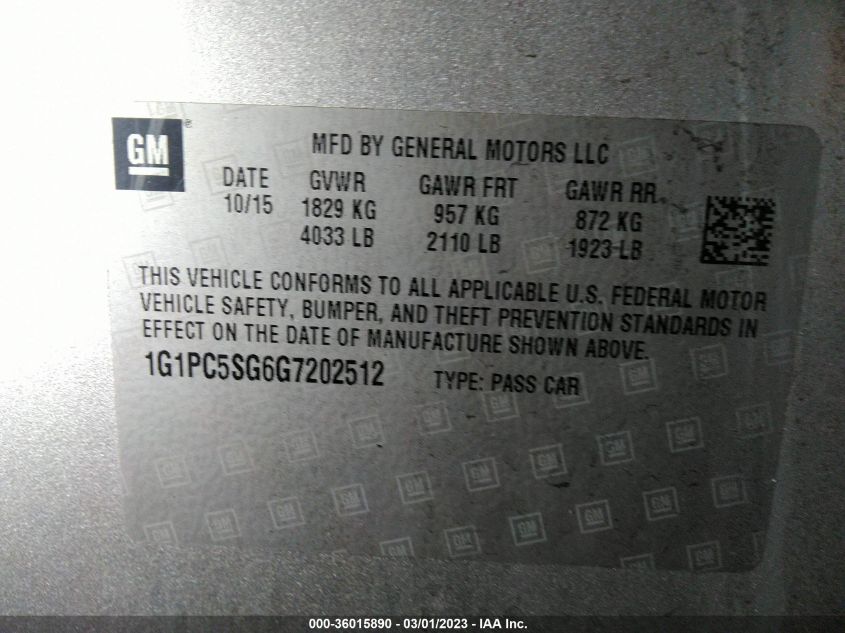 GM
MFD BY GENERAL MOTORS LLC
DATE GVWR GAWR FRT GAWR RR
10/15 1829 KG 957 KG 872 KG
4033 LB 2110 LB 1923 LB
THIS VEHICLE CONFORMS TO ALL APPLICABLE U.S. FEDERAL MOTOR
VEHICLE SAFETY, BUMPER, AND THEFT PREVENTION STANDARDS IN
EFFECT ON THE DATE OF MANUFACTURE SHOWN ABOVE.
1G1PC5SG6G7202512 TYPE: PASS CAR
000-36015890 - 03/01/2023 - IAA Inc.